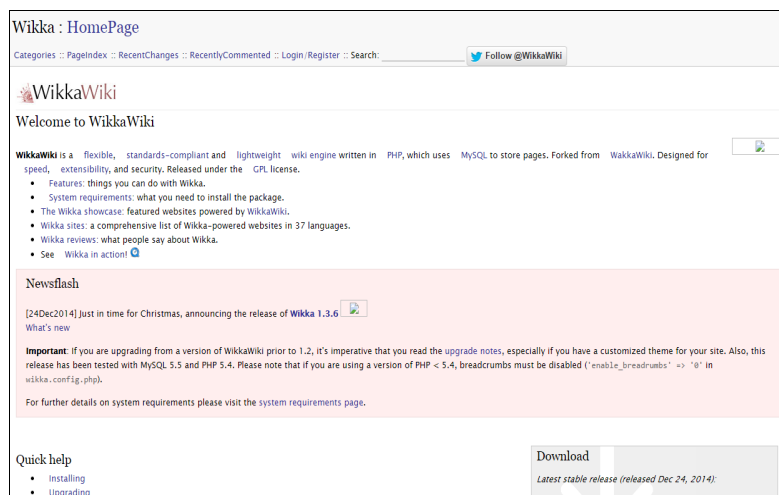 Wikka : HomePage
Categories :: PageIndex :: RecentChanges :: RecentlyCommented :: Login/Register :: Search: Follow @WikkaWiki
WikkaWiki
Welcome to WikkaWiki
WikkaWiki is a flexible, standards-compliant and lightweight wiki engine written in PHP, which uses MySQL to store pages. Forked from WakkaWiki. Designed for
speed, extensibility, and security. Released under the GPL license.
• Features: things you can do with Wikka.
• System requirements: what you need to install the package.
• The Wikka showcase: featured websites powered by WikkaWiki.
• Wikka sites: a comprehensive list of Wikka-powered websites in 37 languages.
• Wikka reviews: what people say about Wikka.
• See Wikka in action!
Newsflash
[24Dec2014] Just in time for Christmas, announcing the release of Wikka 1.3.6
What's new
Important: If you are upgrading from a version of WikkaWiki prior to 1.2, it's imperative that you read the upgrade notes, especially if you have a customized theme for your site. Also, this
release has been tested with MySQL 5.5 and PHP 5.4. Please note that if you are using a version of PHP < 5.4, breadcrumbs must be disabled ('enable_breadrumbs' => '0' in
wikka.config.php).
For further details on system requirements please visit the system requirements page.
Quick help
• Installing
• Upgrading
Download
Latest stable release (released Dec 24, 2014):